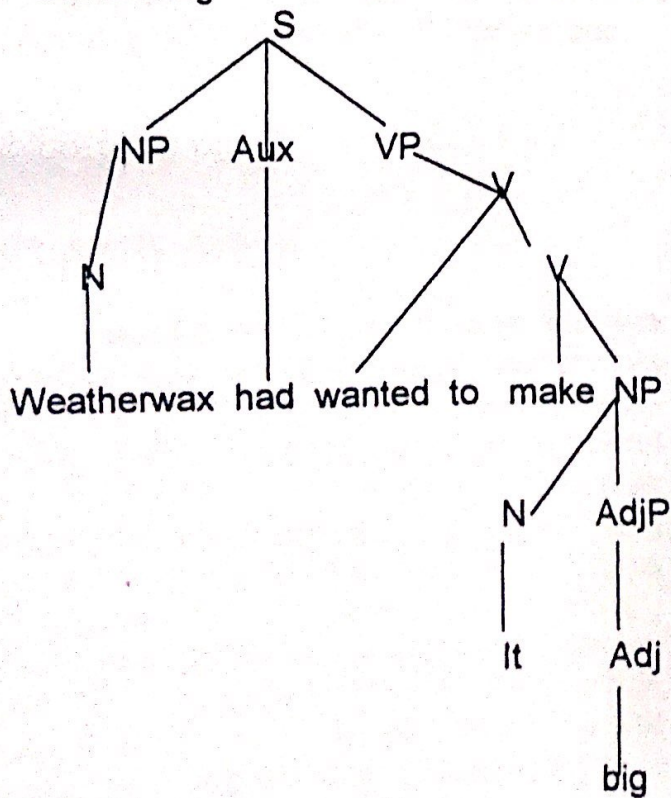 S
NP Aux VP
V
N V
Weatherwax had wanted to make NP
N AdjP
It Adj
big